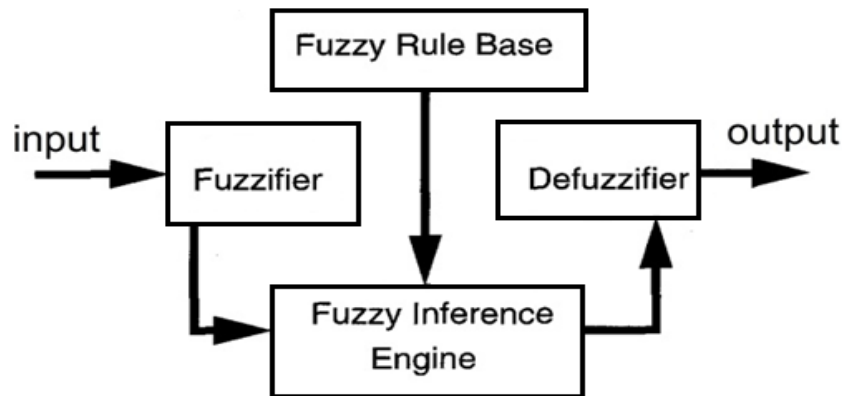 Fuzzy Rule Base
input
Fuzzifier
Defuzzifier
output
Fuzzy Inference
Engine